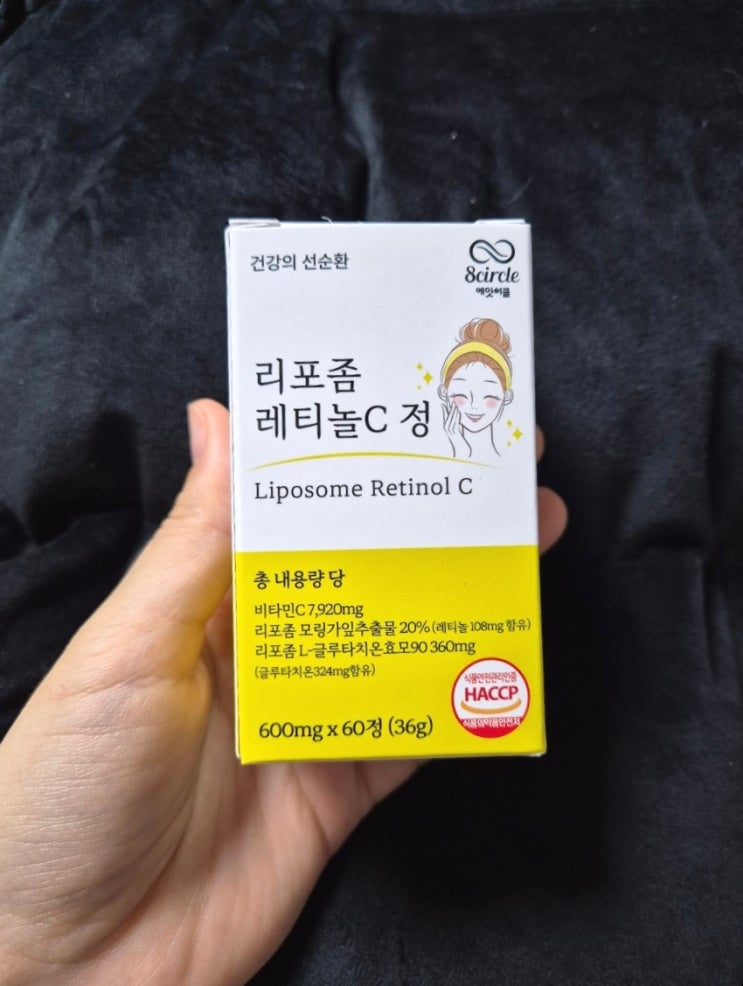 건강의 선순환
8circle
에잇써클
리포좀
레티놀C 정
Liposome Retinol C
총 내용량 당
비타민C 7,920mg
리포좀 모링가잎추출물 20% (레티놀 108mg 함유)
리포좀 L-글루타치온효모90 360mg
(글루타치온324mg함유)
식품안전관리인증
HACCP
식품의약품안전처
600mg x 60정 (36g)